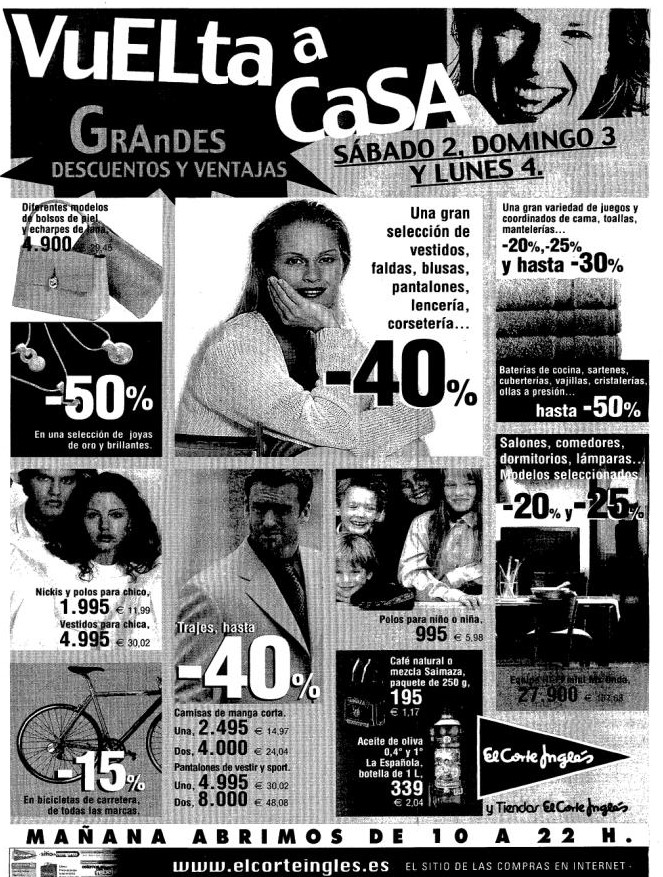 VuELta a
CaSA
GRAnDES
DESCUENTOS Y VENTAJAS
SÁBADO 2, DOMINGO 3
Y LUNES 4.
Diferentes modelos
de bolsos de piel
y echarpes de lana,
4.900 € 29,45
-50%
En una selección de joyas
de oro y brillantes.
Una gran
selección de
vestidos,
faldas, blusas,
pantalones,
lencería,
corsetería...
-40%
Una gran variedad de juegos y
coordinados de cama, toallas,
mantelerías...
-20%,-25%
y hasta -30%
Baterías de cocina, sartenes,
cuberterías, vajillas, cristalerías,
ollas a presión...
hasta -50%
Salones, comedores,
dormitorios, lámparas...
Modelos seleccionados,
-20% y -25%
Nickis y polos para chico,
1.995 € 11,99
Vestidos para chica,
4.995 € 30,02
Trajes, hasta
-40%
Camisas de manga corta.
Una, 2.495 € 14,97
Dos, 4.000 € 24,04
Pantalones de vestir y sport.
Uno, 4.995 € 30.02
Dos, 8.000 € 48,08
Polos para niño o niña,
995 € 5,98
Café natural o
mezcla Saimaza,
paquete de 250 g,
195
€ 1,17
Aceite de oliva
0,4° y 1°
La Española,
botella de 1 L,
339
€ 2,04
27.900 € 167,68
-15%
En bicicletas de carretera,
de todas las marcas.
El Corte Inglés
y Tiendas El Corte Inglés
MAÑANA ABRIMOS DE 10 A 22 H.
www.elcorteingles.es EL SITIO DE LAS COMPRAS EN INTERNET